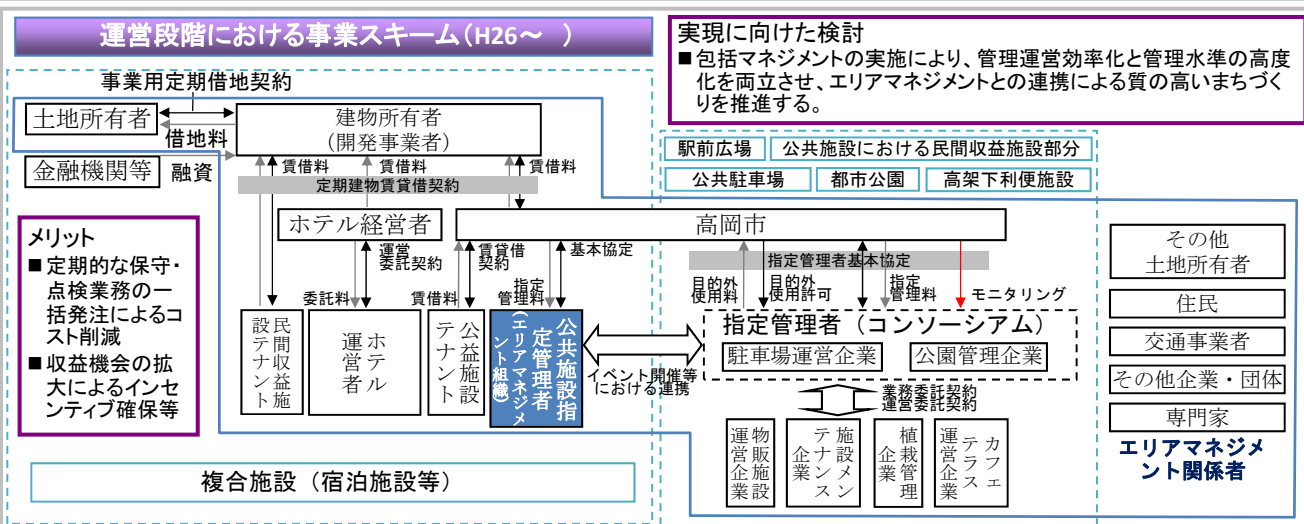 運営段階における事業スキーム（H26～　）
実現に向けた検討
■包括マネジメントの実施により、管理運営効率化と管理水準の高度
化を両立させ、エリアマネジメントとの連携による質の高いまちづく
りを推進する。
事業用定期借地契約
土地所有者
借地料
建物所有者
（開発事業者）
金融機関等
融資
賃借料
賃借料
賃借料
定期建物賃貸借契約
駅前広場
公共施設における民間収益施設部分
公共駐車場
都市公園
高架下利便施設
ホテル経営者
高岡市
メリット
■定期的な保守・
点検業務の一
括発注によるコ
スト削減
■収益機会の拡
大によるインセ
ンティブ確保等
運営
委託契約
賃貸借
契約
基本協定
委託料
賃借料
指定
管理料
指定管理者基本協定
目的外
使用料
目的外
使用許可
指定
管理料
モニタリング
民間収益施
設テナント
ホテル
運営者
公益施設
テナント
公共施設指
定管理者
（エリアマネジメ
ント組織）
イベント開催等
における連携
指定管理者（コンソーシアム）
駐車場運営企業
公園管理企業
業務委託契約
運営委託契約
物販施設
運営企業
施設メン
テナンス
企業
植栽管理
企業
カフェ
テラス
運営企業
その他
土地所有者
住民
交通事業者
その他企業・団体
専門家
エリアマネジメ
ント関係者
複合施設（宿泊施設等）